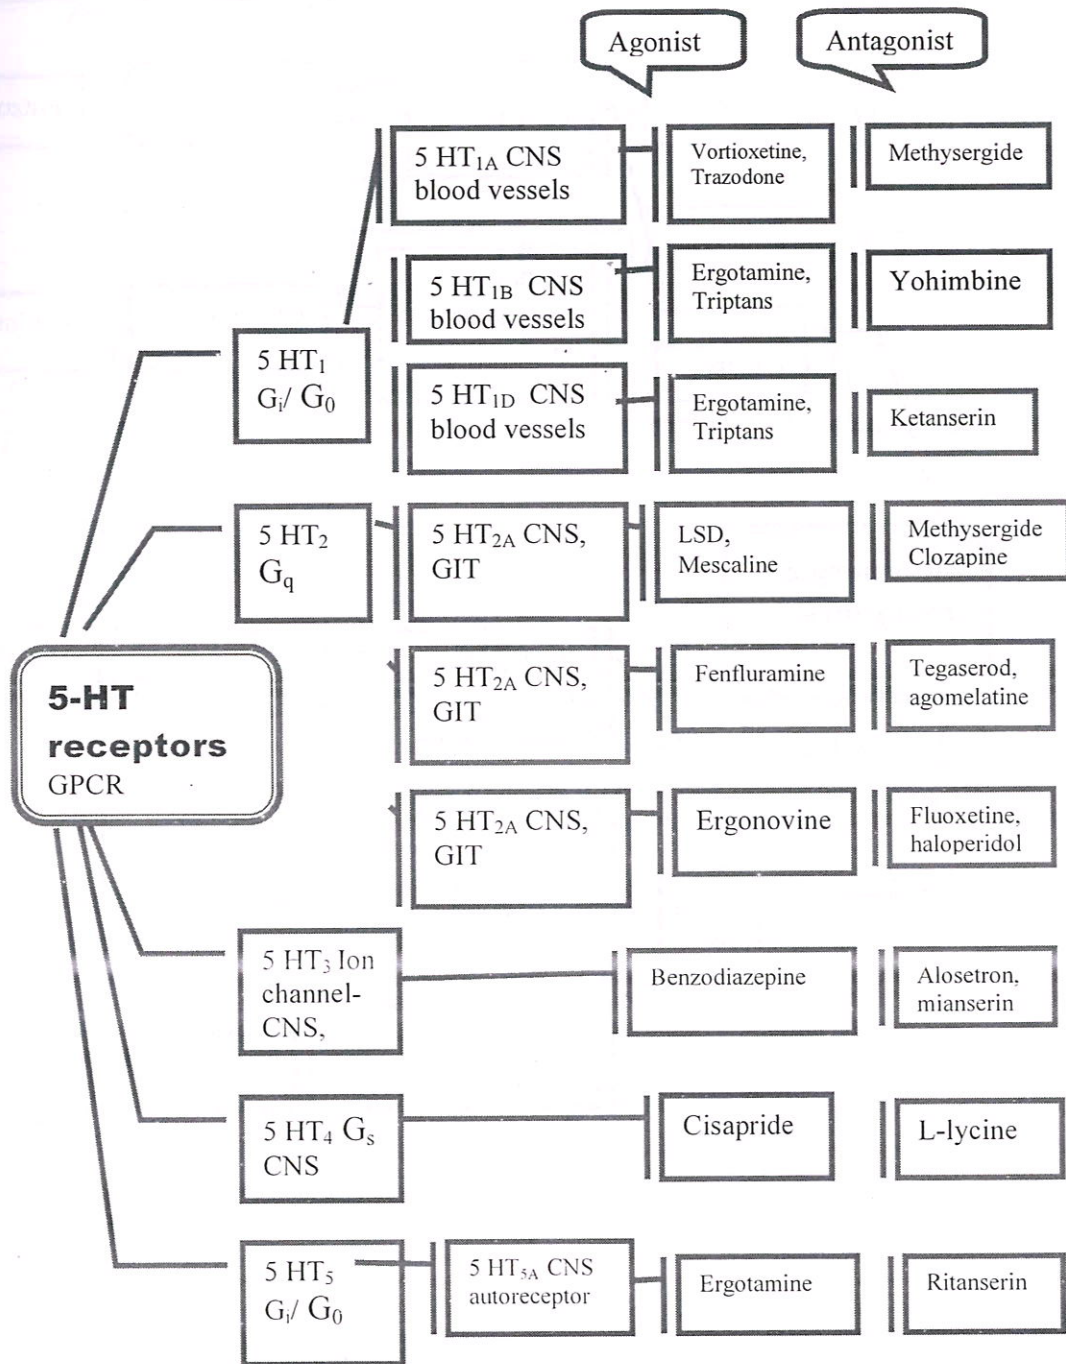 Agonist
Antagonist
5 HT1A CNS
blood vessels
Vortioxetine,
Trazodone
Methysergide
5 HT1B CNS
blood vessels
Ergotamine,
Triptans
Yohimbine
5 HT1
Gi/ G0
5 HT1D CNS
blood vessels
Ergotamine,
Triptans
Ketanserin
5 HT2
Gq
5 HT2A CNS,
GIT
LSD,
Mescaline
Methysergide
Clozapine
5-HT
receptors
GPCR
5 HT2A CNS,
GIT
Fenfluramine
Tegaserod,
agomelatine
5 HT2A CNS,
GIT
Ergonovine
Fluoxetine,
haloperidol
5 HT3 Ion
channel-
CNS,
Benzodiazepine
Alosetron,
mianserin
5 HT4 Gs
CNS
Cisapride
L-lycine
5 HT5
Gi/ G0
5 HT5A CNS
autoreceptor
Ergotamine
Ritanserin